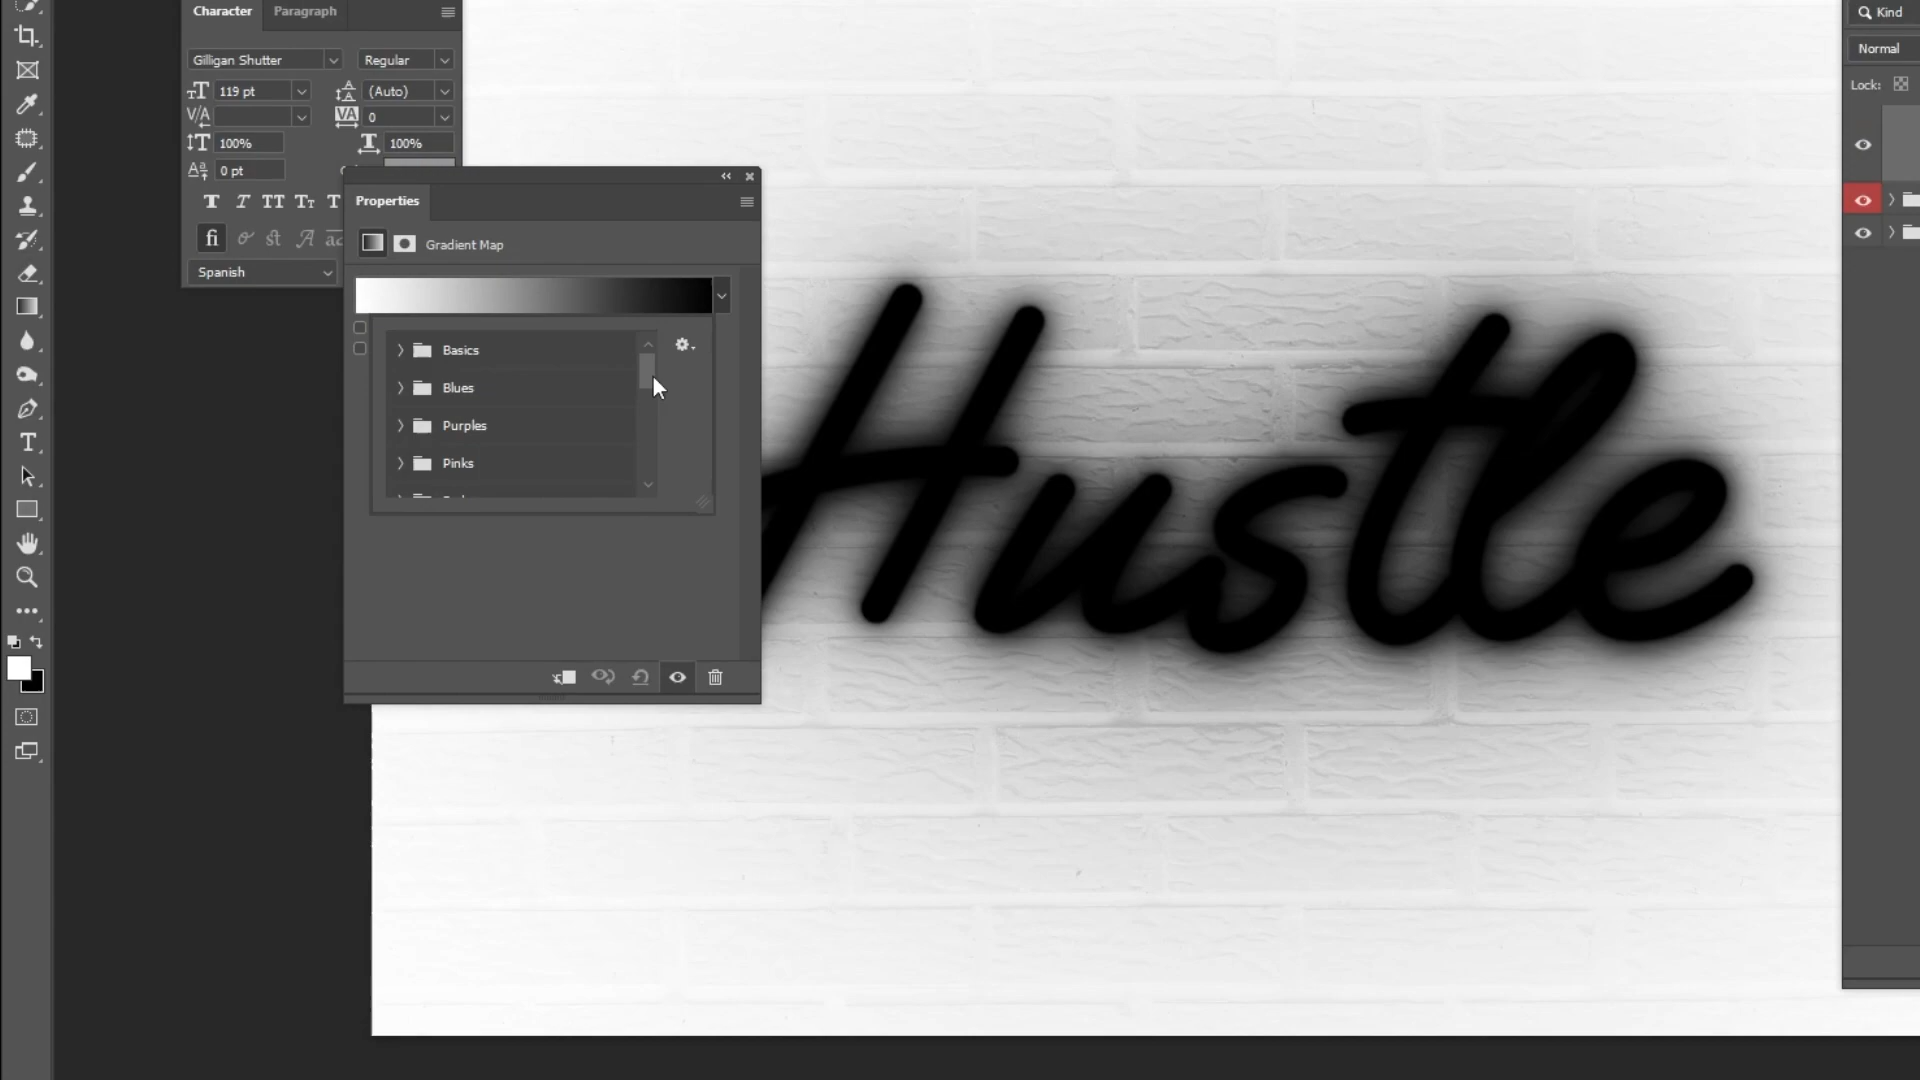 Character Paragraph
Gilligan Shutter Regular
119 pt (Auto)
0
100% 100%
0 pt
Spanish
Properties
Gradient Map
Basics
Blues
Purples
Pinks
Hustle
Kind
Normal
Lock: